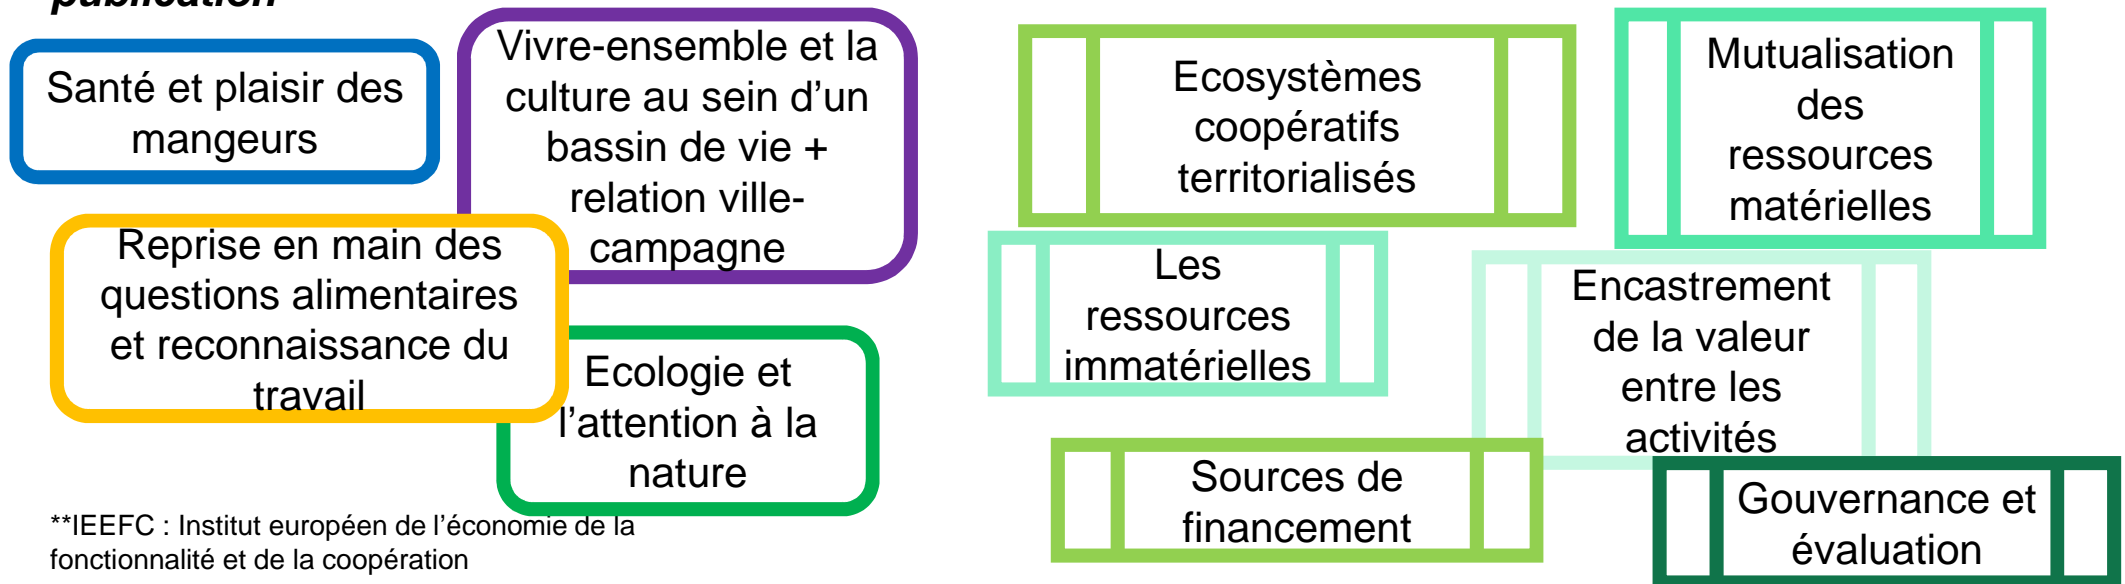 publication
Santé et plaisir des
mangeurs
Vivre-ensemble et la
culture au sein d’un
bassin de vie +
relation ville-
campagne
Reprise en main des
questions alimentaires
et reconnaissance du
travail
Ecologie et
l’attention à la
nature
**IEEFC : Institut européen de l’économie de la
fonctionnalité et de la coopération
Ecosystèmes
coopératifs
territorialisés
Mutualisation
des
ressources
matérielles
Les
ressources
immatérielles
Encastrement
de la valeur
entre les
activités
Sources de
financement
Gouvernance et
évaluation